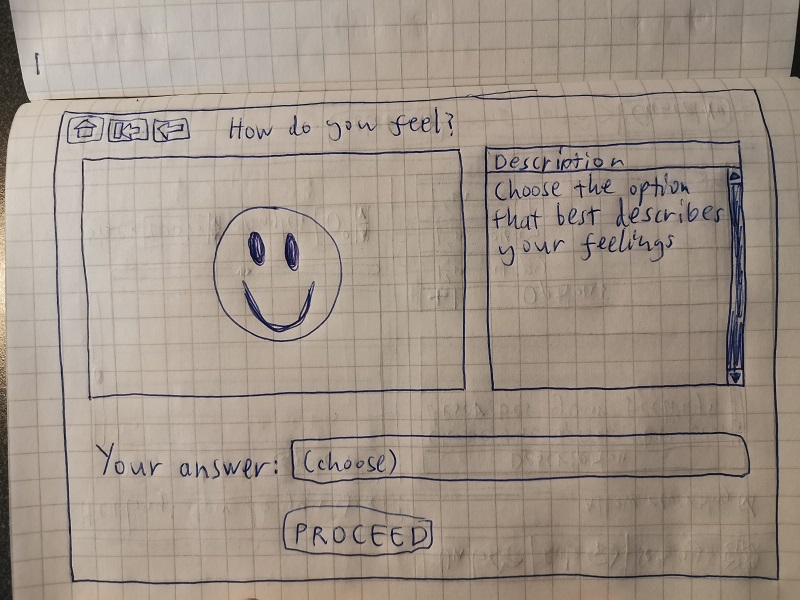 How do you feel?
Description
Choose the option
that best describes
your feelings
Your answer: (choose)
PROCEED